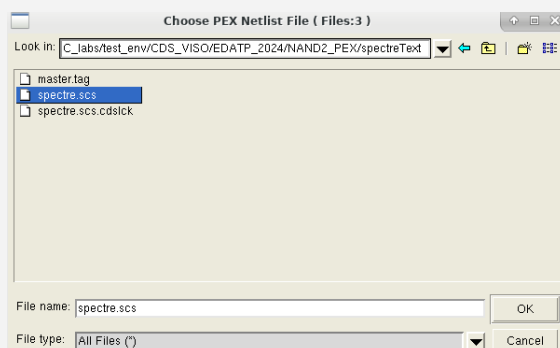 Choose PEX Netlist File ( Files:3 )
Look in: C_labs/test_env/CDS_VISO/EDATP_2024/NAND2_PEX/spectreText
master.tag
spectre.scs
spectre.scs.cdslck
File name: spectre.scs
OK
File type: All Files (*)
Cancel